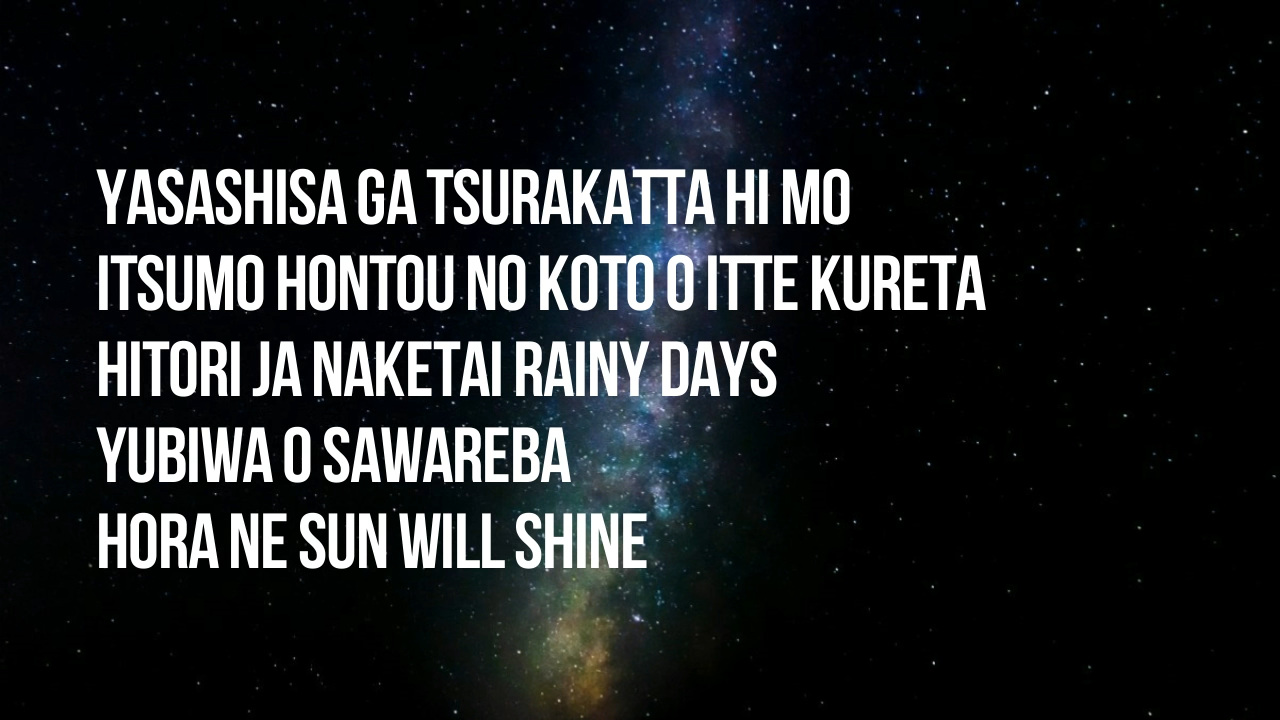 YASASHISA GA TSURAKATTA HI MO
ITSUMO HONTOU NO KOTO O ITTE KURETA
HITORI JA NAKETAI RAINY DAYS
YUBIWA O SAWAREBA
HORA NE SUN WILL SHINE